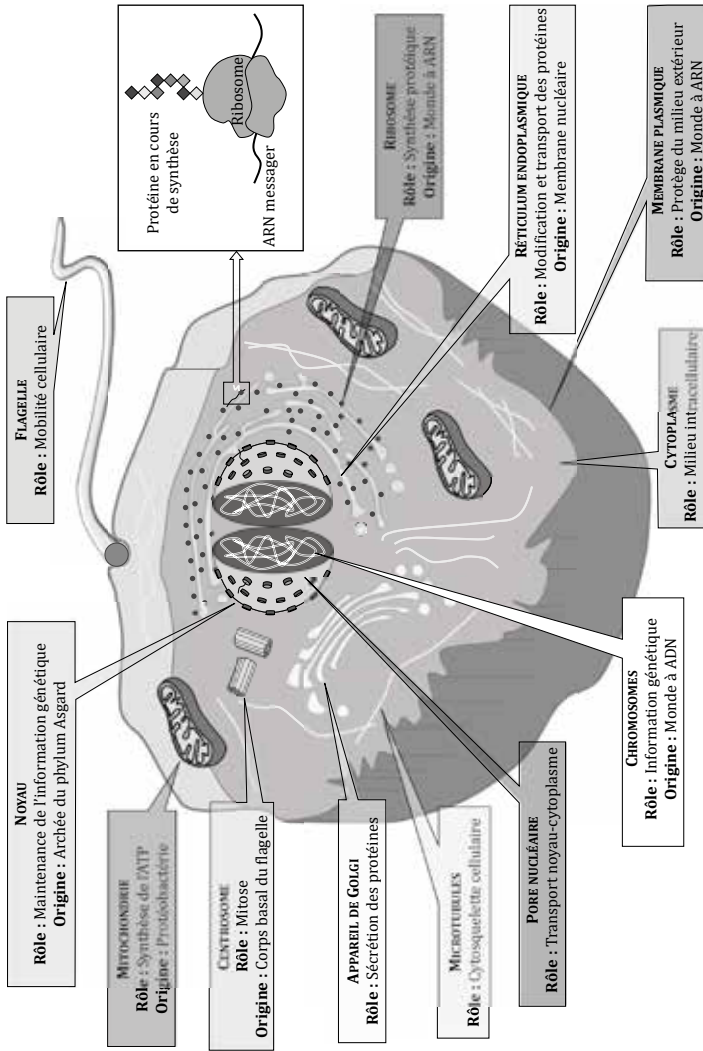 NOYAU
Rôle : Maintenance de l'information génétique
Origine : Archée du phylum Asgard
FLAGELLE
Rôle : Mobilité cellulaire
Protéine en cours
de synthèse
Ribosome
ARN messager
MITOCHONDRIE
Rôle : Synthèse de l'ATP
Origine : Protéobactérie
CENTROSOME
Rôle : Mitose
Origine : Corps basal du flagelle
APPAREIL DE GOLGI
Rôle : Sécrétion des protéines
MICROTUBULES
Rôle : Cytosquelette cellulaire
PORE NUCLÉAIRE
Rôle : Transport noyau-cytoplasme
CHROMOSOMES
Rôle : Information génétique
Origine : Monde à ADN
CYTOPLASME
Rôle : Milieu intracellulaire
RIBOSOME
Rôle : Synthèse protéique
Origine : Monde à ARN
RÉTICULUM ENDOPLASMIQUE
Rôle : Modification et transport des protéines
Origine : Membrane nucléaire
MEMBRANE PLASMIQUE
Rôle : Protège du milieu extérieur
Origine : Monde à ARN